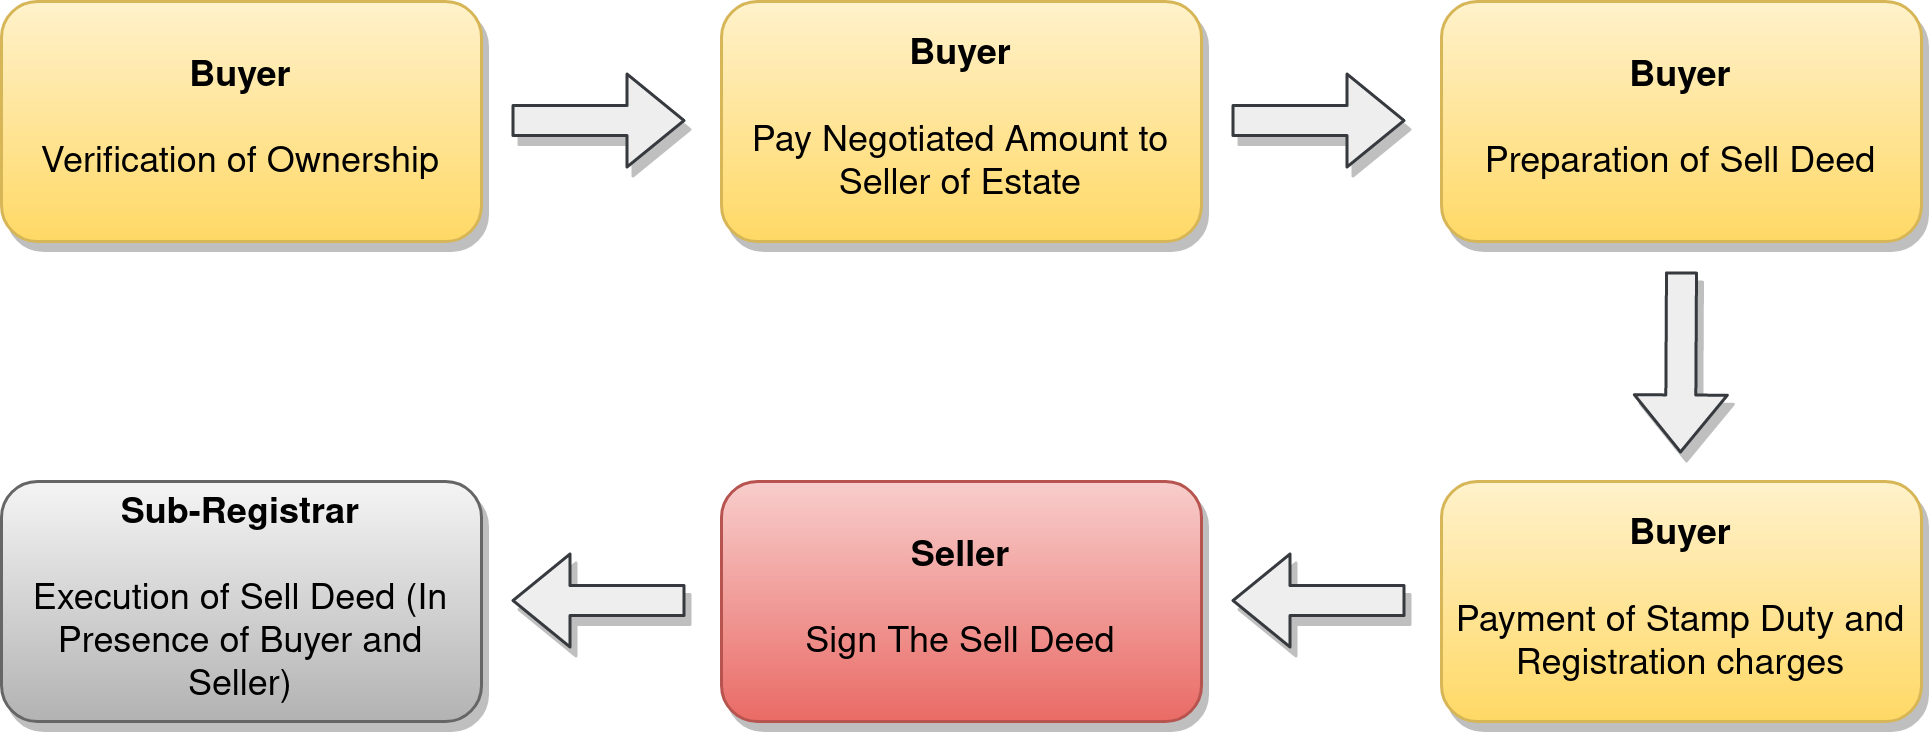 Buyer
Verification of Ownership
Buyer
Pay Negotiated Amount to
Seller of Estate
Buyer
Preparation of Sell Deed
Buyer
Payment of Stamp Duty and
Registration charges
Seller
Sign The Sell Deed
Sub-Registrar
Execution of Sell Deed (In
Presence of Buyer and
Seller)